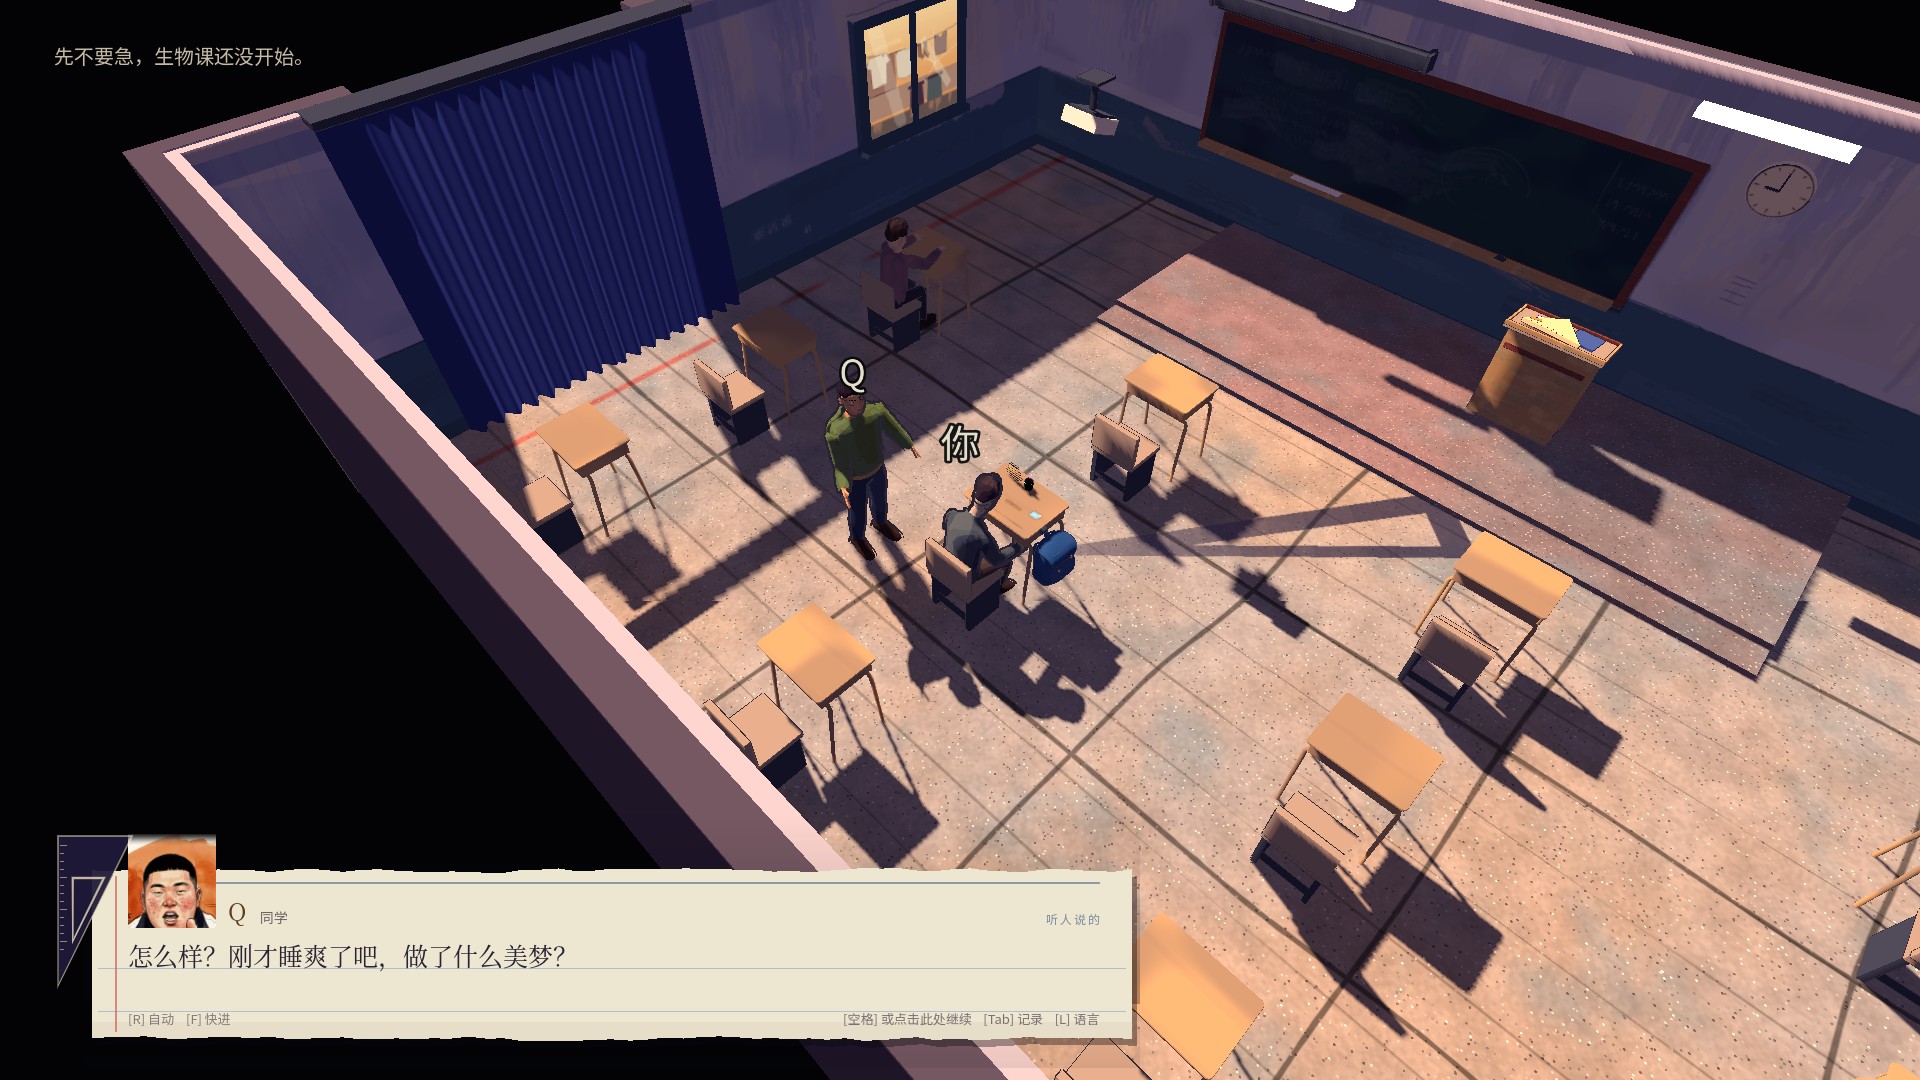 先不要急，生物课还没开始。
Q
你
Q 同学
听人说的
怎么样？刚才睡爽了吧，做了什么美梦？
[R] 自动 [F] 快进
[空格] 或点击此处继续 [Tab] 记录 [L] 语言